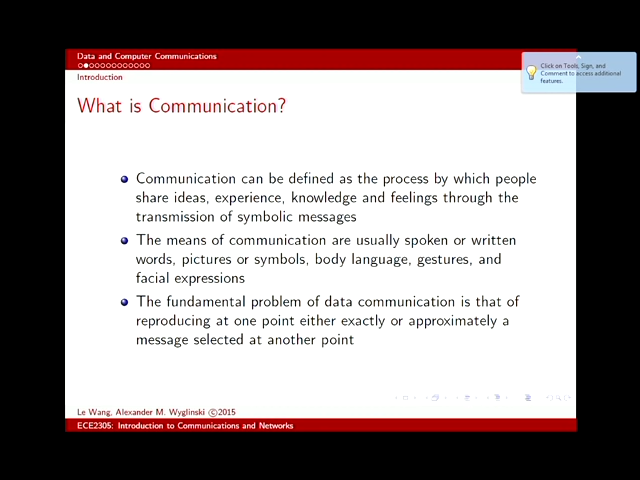 Data and Computer Communications
Introduction
Click on Tools, Sign, and
Comment to access additional
features.
What is Communication?
Communication can be defined as the process by which people
share ideas, experience, knowledge and feelings through the
transmission of symbolic messages
The means of communication are usually spoken or written
words, pictures or symbols, body language, gestures, and
facial expressions
The fundamental problem of data communication is that of
reproducing at one point either exactly or approximately a
message selected at another point
Le Wang, Alexander M. Wyglinski ©2015
ECE2305: Introduction to Communications and Networks